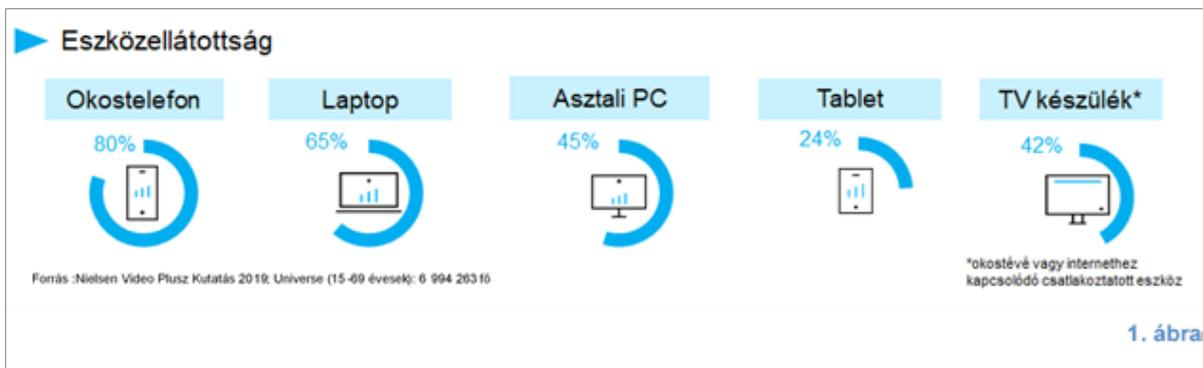 Eszközellátottság
Okostelefon
Laptop
Asztali PC
Tablet
TV készülék*
80%
65%
45%
24%
42%
Forrás :Nielsen Video Plusz Kutatás 2019; Universe (15-69 évesek): 6 994 263 fő
*okostévé vagy internethez
kapcsolódó csatlakoztatott eszköz
1. ábra